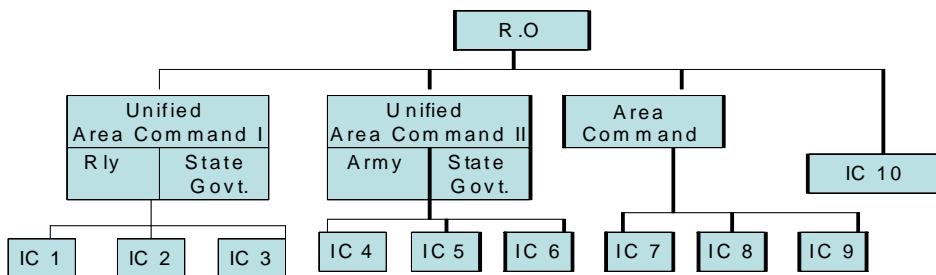 R.O
Unified
Area Command I
Rly
State
Govt.
Unified
Area Command II
Army
State
Govt.
Area
Command
IC 10
IC 1
IC 2
IC 3
IC 4
IC 5
IC 6
IC 7
IC 8
IC 9